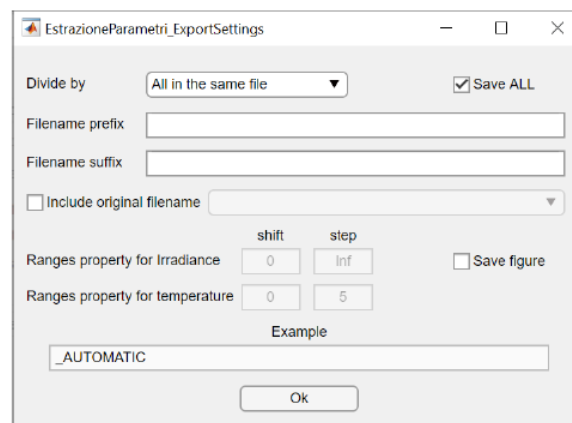 EstrazioneParametri_ExportSettings
Divide by All in the same file Save ALL
Filename prefix
Filename suffix
Include original filename
shift step
Ranges property for Irradiance 0 Inf Save figure
Ranges property for temperature 0 5
Example
_AUTOMATIC
Ok